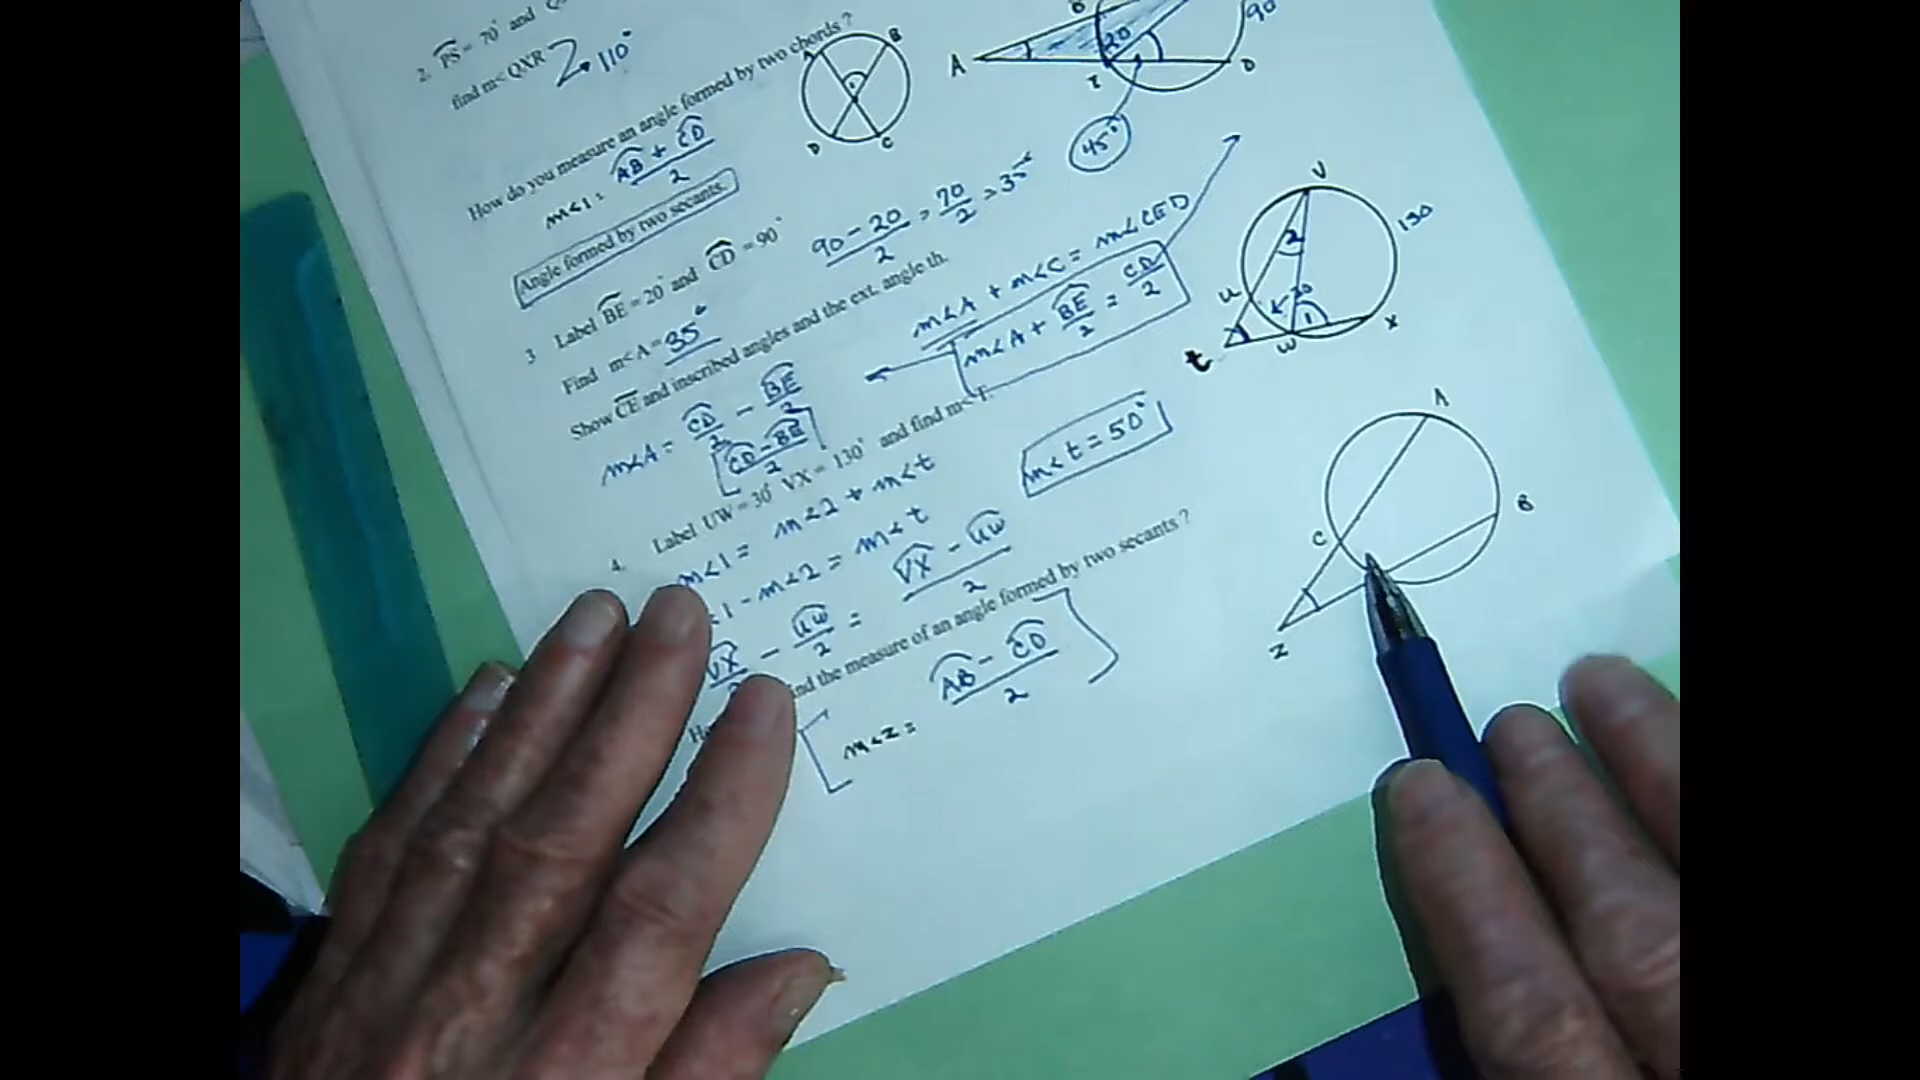 2. PS = 70° and
find m<QXR → 110°
How do you measure an angle formed by two chords ?
m<1 = AB + CD
2
A B D C
Angle formed by two secants.
3 Label BE = 20° and CD = 90°
90 - 20 = 70 = 35
2 2
Find m<A = 35°
Show CE and inscribed angles and the ext. angle th.
m<A + m<C = m<CED
m<A + BE = CD
2 2
m<A = CD - BE
2 2
CD - BE
2
A 20 D 90
45°
4. Label UW = 30° VX = 130° and find m<T.
m<1 = m<2 + m<t
<1 - m<2 = m<t
VX - UW = VX - UW
2 2
m<t = 50°
V 130 2 U 30 1 X W t
nd the measure of an angle formed by two secants ?
m<z = AB - CD
2
A B C Z